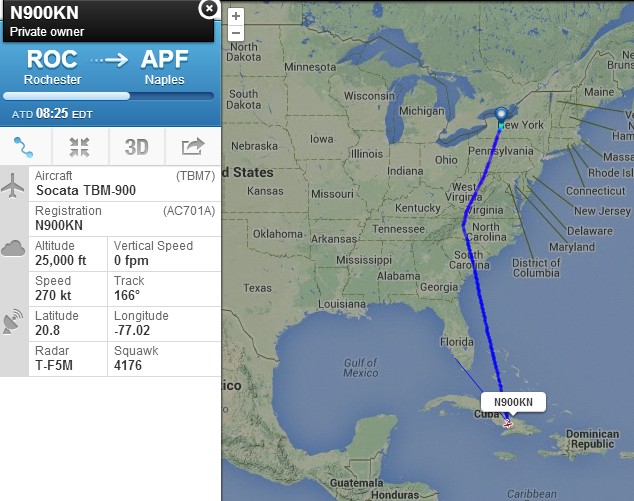 N900KN
Private owner
ROC APF
Rochester Naples
ATD 08:25 EDT
3D
Aircraft (TBM7)
Socata TBM-900
Registration (AC701A)
N900KN
Altitude Vertical Speed
25,000 ft 0 fpm
Speed Track
270 kt 166°
Latitude Longitude
20.8 -77.02
Radar Squawk
T-F5M 4176
+
−
North
Dakota
Minnesota
South
Dakota
Wisconsin
Michigan
New York
Maine
New
Bruns
Nebraska
Iowa
Illinois
Indiana
Ohio
Pennsylvania
d States
Kansas
Missouri
Kentucky
West
Virginia
Virginia
Ham
Massa
Rhode Isl
Connecticut
New Jersey
Delaware
Maryland
District of
Columbia
Oklahoma
Arkansas
Tennessee
North
Carolina
South
Carolina
Mississippi
Alabama
Georgia
Texas
Louisiana
Florida
Gulf of
Mexico
ico
N900KN
Cuba
Dominican
Republic
Guatemala
Honduras
Caribbean